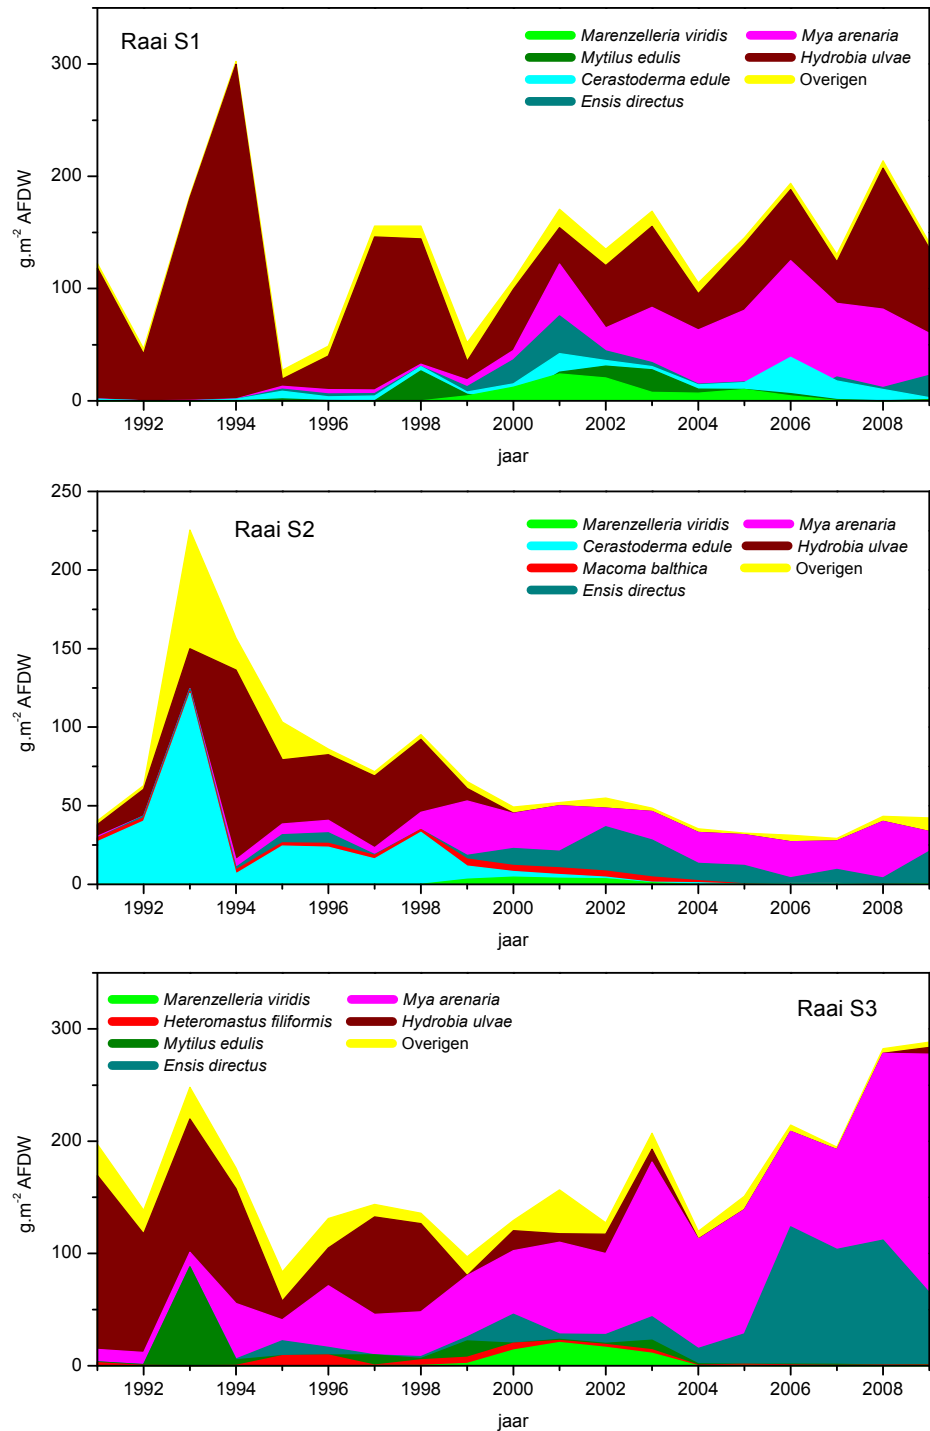 Raai S1
Marenzelleria viridis
Mytilus edulis
Cerastoderma edule
Ensis directus
Mya arenaria
Hydrobia ulvae
Overigen
300
200
100
0
g.m⁻² AFDW
1992 1994 1996 1998 2000 2002 2004 2006 2008
jaar
Raai S2
Marenzelleria viridis
Cerastoderma edule
Macoma balthica
Ensis directus
Mya arenaria
Hydrobia ulvae
Overigen
250
200
150
100
50
0
g.m⁻² AFDW
1992 1994 1996 1998 2000 2002 2004 2006 2008
jaar
Marenzelleria viridis
Heteromastus filiformis
Mytilus edulis
Ensis directus
Mya arenaria
Hydrobia ulvae
Overigen
Raai S3
300
200
100
0
g.m⁻² AFDW
1992 1994 1996 1998 2000 2002 2004 2006 2008
jaar